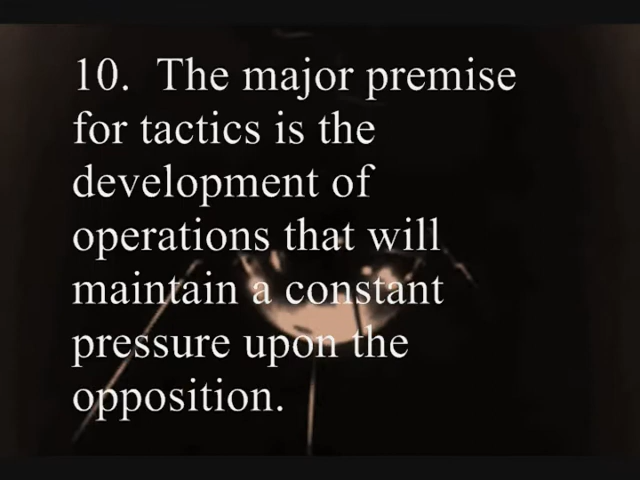 10. The major premise
for tactics is the
development of
operations that will
maintain a constant
pressure upon the
opposition.